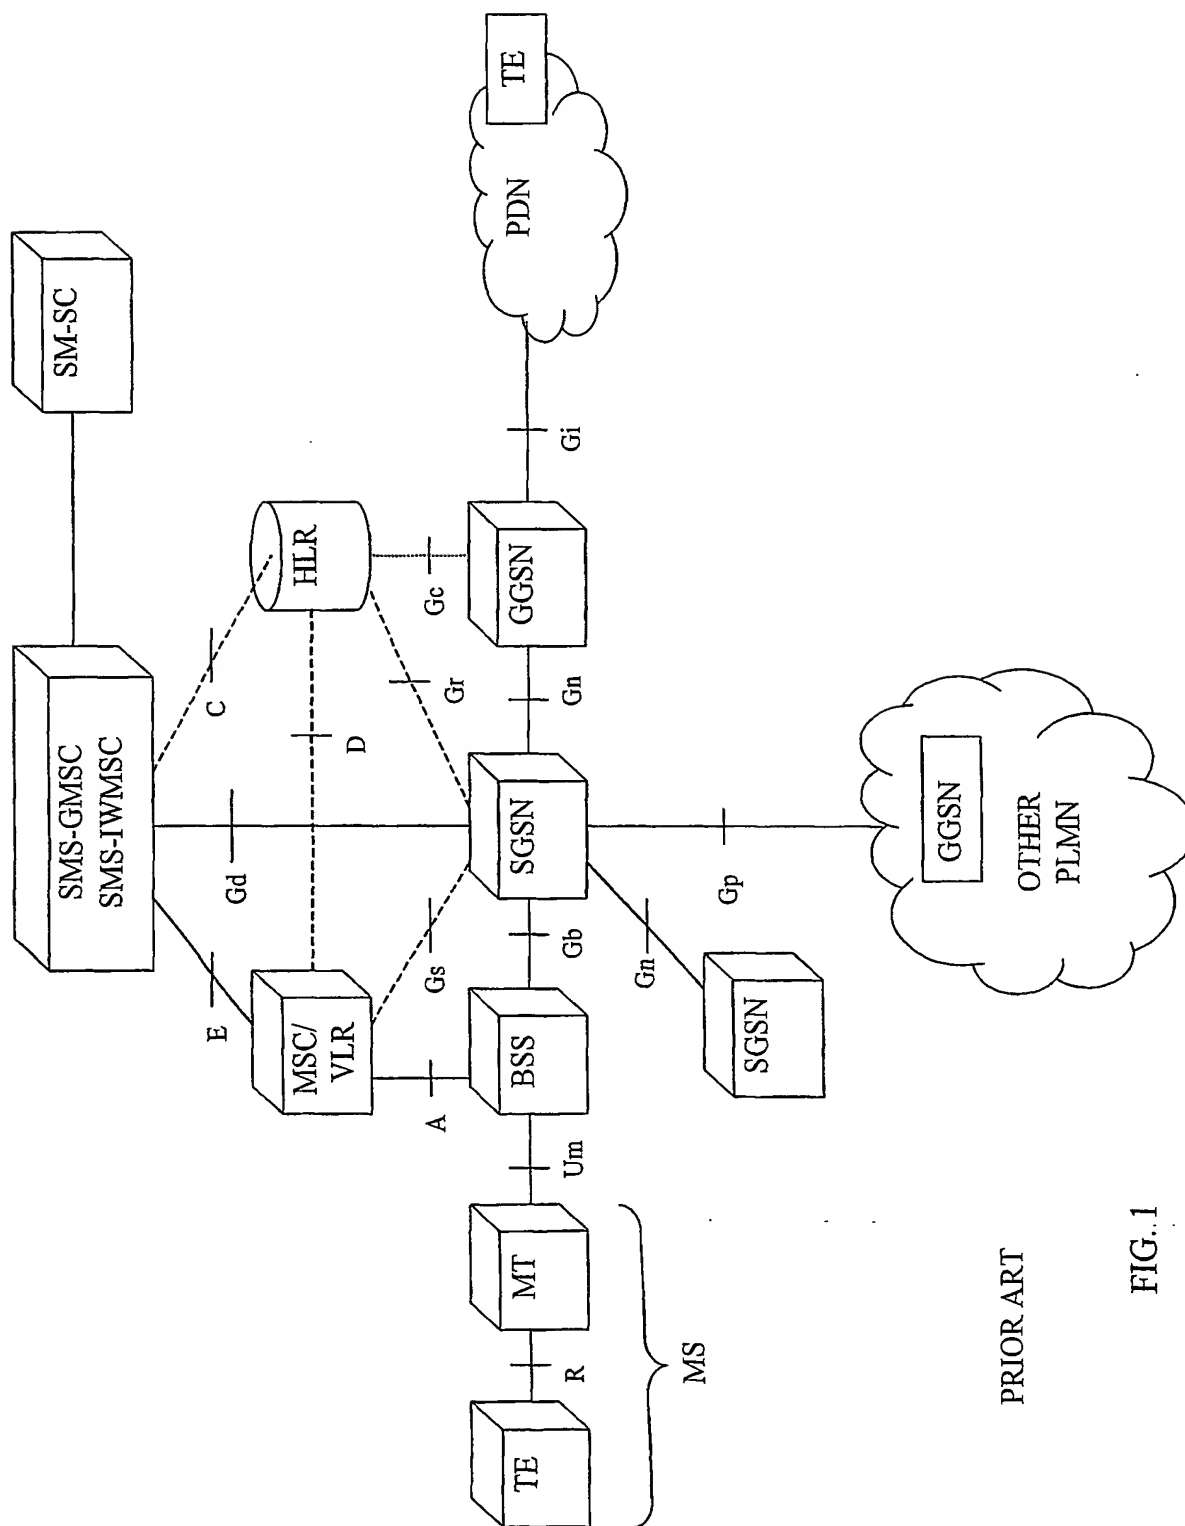 SMS-GMSC
SMS-IWMSC
SM-SC
E
C
Gd
MSC/
VLR
D
HLR
Gs
Gr
Gc
A
TE
R
MT
Um
BSS
Gb
SGSN
Gn
GGSN
Gi
PDN
TE
MS
Gn
Gp
SGSN
GGSN
OTHER
PLMN
PRIOR ART
FIG. 1